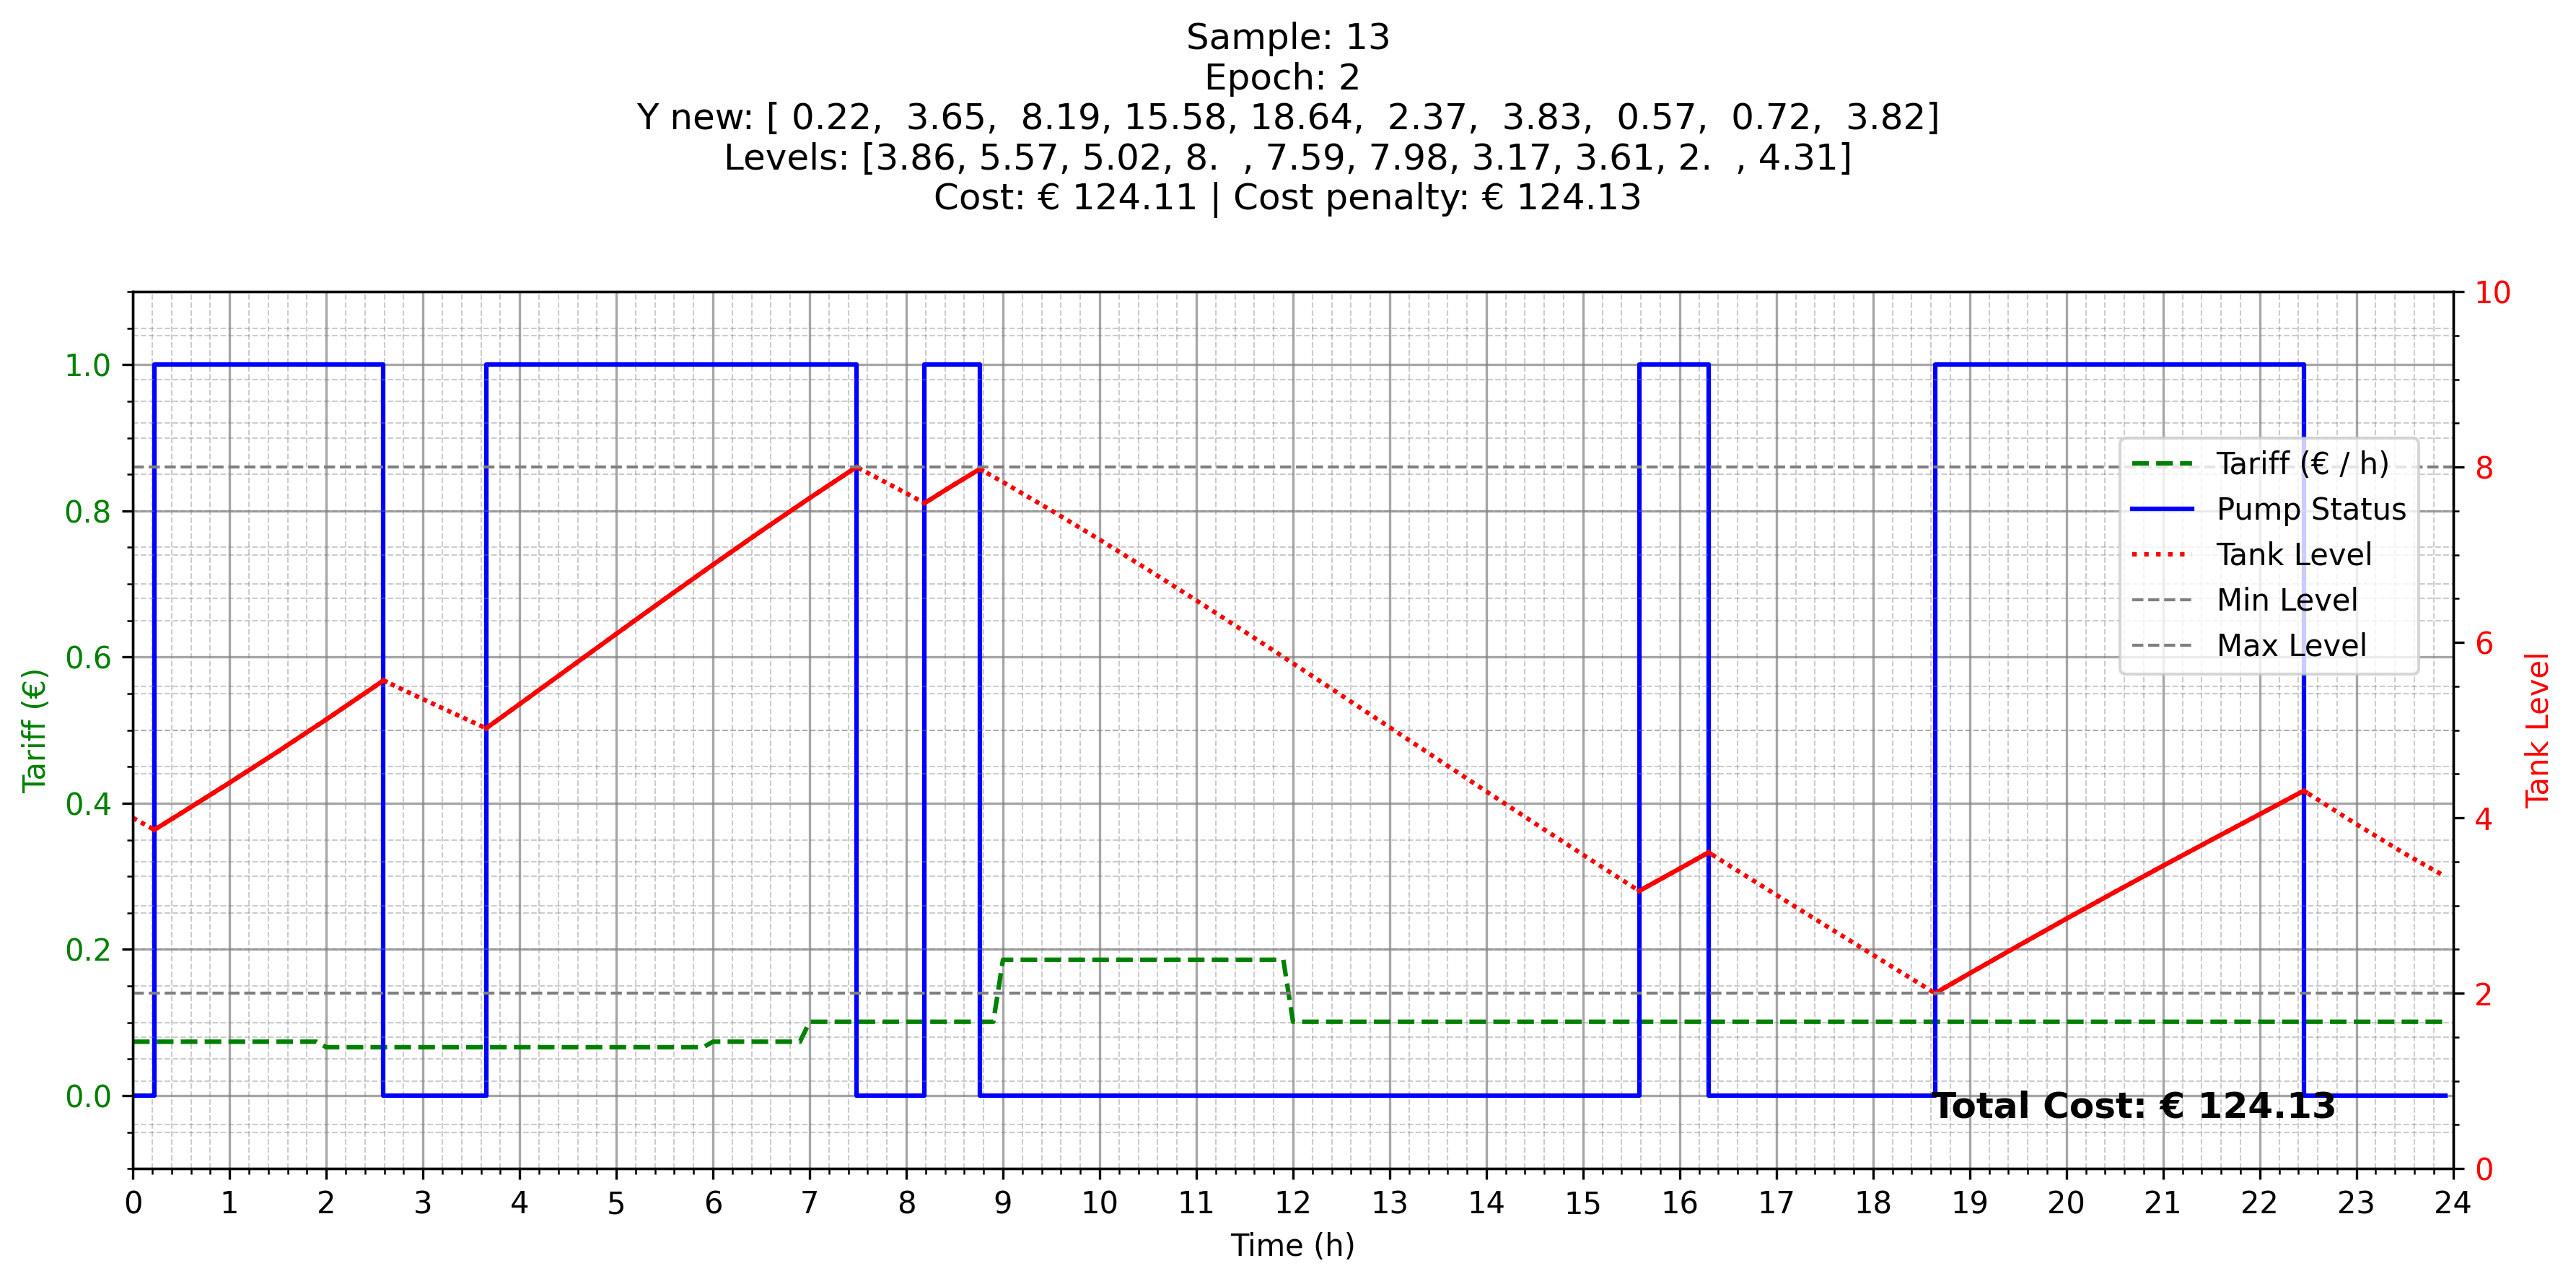 Sample: 13
Epoch: 2
Y new: [ 0.22,  3.65,  8.19, 15.58, 18.64,  2.37,  3.83,  0.57,  0.72,  3.82]
Levels: [3.86, 5.57, 5.02, 8.  , 7.59, 7.98, 3.17, 3.61, 2.  , 4.31]
Cost: € 124.11 | Cost penalty: € 124.13
1.0
0.8
0.6
0.4
0.2
0.0
Tariff (€)
10
8
6
4
2
0
Tank Level
Tariff (€ / h)
Pump Status
Tank Level
Min Level
Max Level
Total Cost: € 124.13
0 1 2 3 4 5 6 7 8 9 10 11 12 13 14 15 16 17 18 19 20 21 22 23 24
Time (h)